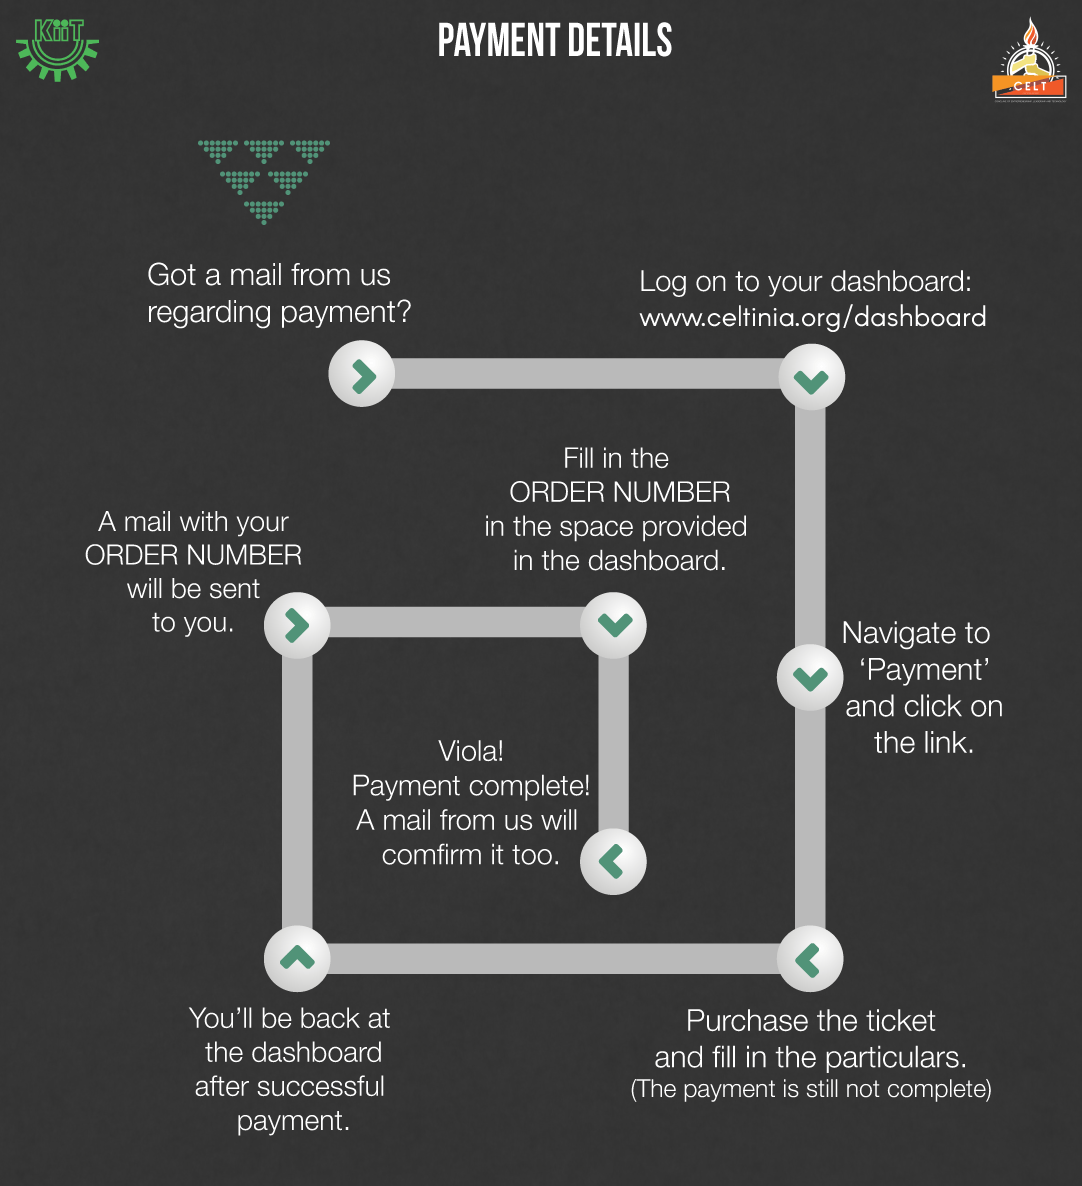 KiiT
PAYMENT DETAILS
CELT
Got a mail from us
regarding payment?
Log on to your dashboard:
www.celtinia.org/dashboard
Navigate to
‘Payment’
and click on
the link.
Purchase the ticket
and fill in the particulars.
(The payment is still not complete)
You’ll be back at
the dashboard
after successful
payment.
A mail with your
ORDER NUMBER
will be sent
to you.
Fill in the
ORDER NUMBER
in the space provided
in the dashboard.
Viola!
Payment complete!
A mail from us will
comfirm it too.